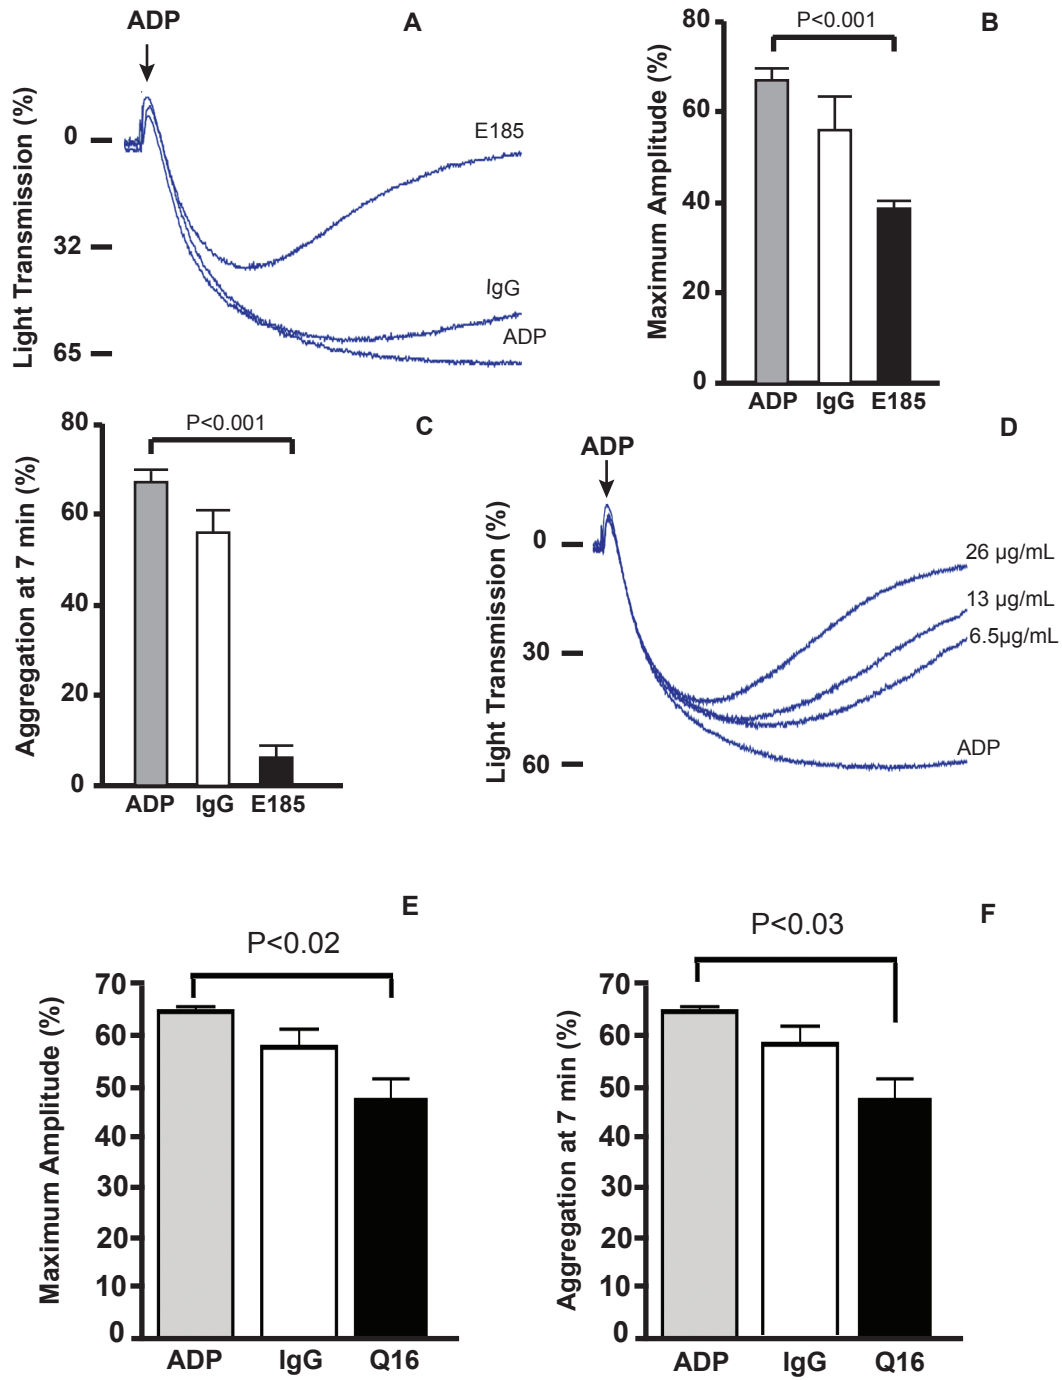 A
ADP
Light Transmission (%)
0
32
65
E185
IgG
ADP
B
P<0.001
Maximum Amplitude (%)
80
60
40
20
0
ADP IgG E185
C
P<0.001
Aggregation at 7 min (%)
80
60
40
20
0
ADP IgG E185
D
ADP
Light Transmission (%)
0
30
60
26 µg/mL
13 µg/mL
6.5µg/mL
ADP
E
P<0.02
Maximum Amplitude (%)
70
60
50
40
30
20
10
0
ADP IgG Q16
F
P<0.03
Aggregation at 7 min (%)
70
60
50
40
30
20
10
0
ADP IgG Q16